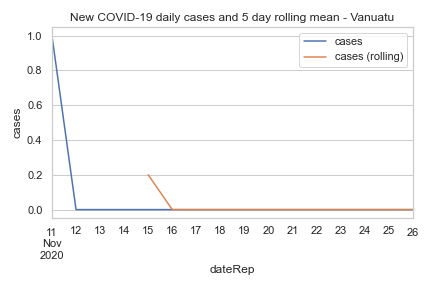 New COVID-19 daily cases and 5 day rolling mean - Vanuatu
cases
cases (rolling)
1.0
0.8
0.6
0.4
0.2
0.0
cases
11 12 13 14 15 16 17 18 19 20 21 22 23 24 25 26
Nov
2020
dateRep